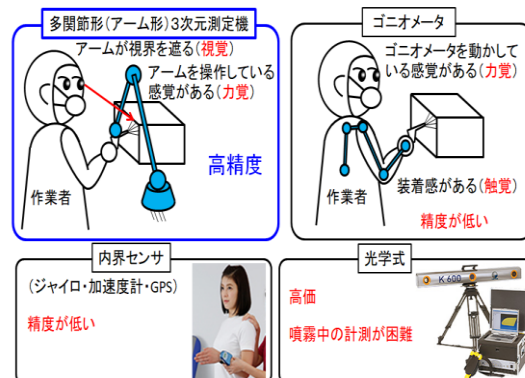 多関節形(アーム形)3次元測定機
アームが視界を遮る(視覚)
アームを操作している
感覚がある(力覚)
高精度
作業者
ゴニオメータ
ゴニオメータを動かして
いる感覚がある(力覚)
装着感がある(触覚)
作業者
精度が低い
内界センサ
(ジャイロ・加速度計・GPS)
精度が低い
光学式
高価
噴霧中の計測が困難
K 600